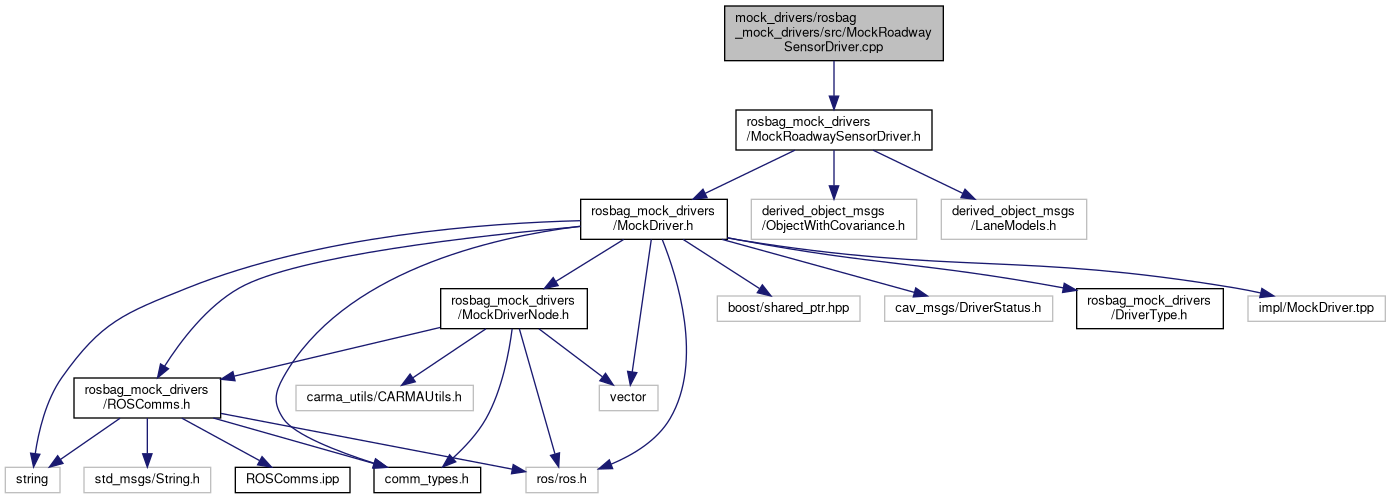 mock_drivers/rosbag
_mock_drivers/src/MockRoadway
SensorDriver.cpp
rosbag_mock_drivers
/MockRoadwaySensorDriver.h
rosbag_mock_drivers
/MockDriver.h
derived_object_msgs
/ObjectWithCovariance.h
derived_object_msgs
/LaneModels.h
rosbag_mock_drivers
/MockDriverNode.h
boost/shared_ptr.hpp
cav_msgs/DriverStatus.h
rosbag_mock_drivers
/DriverType.h
impl/MockDriver.tpp
rosbag_mock_drivers
/ROSComms.h
carma_utils/CARMAUtils.h
vector
string
std_msgs/String.h
ROSComms.ipp
comm_types.h
ros/ros.h